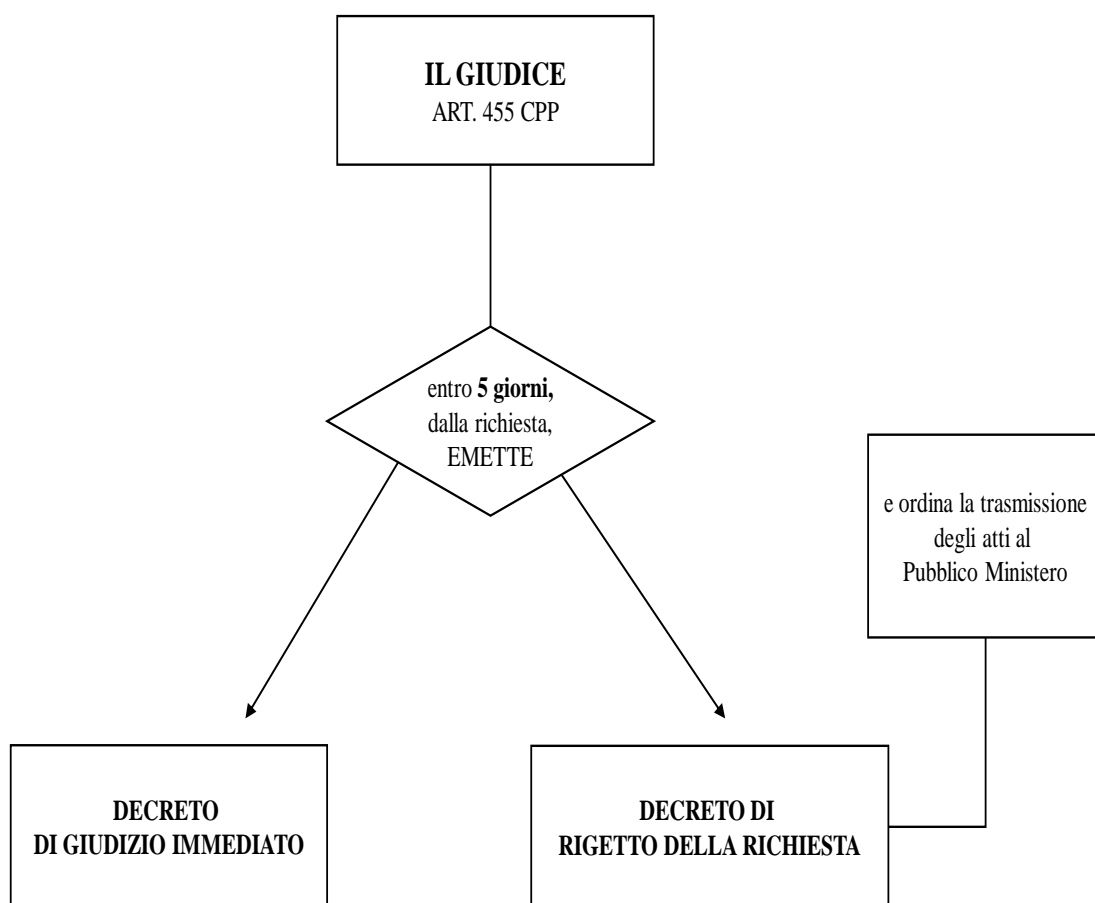 IL GIUDICE
ART. 455 CPP
entro 5 giorni,
dalla richiesta,
EMETTE
e ordina la trasmissione
degli atti al
Pubblico Ministero
DECRETO
DI GIUDIZIO IMMEDIATO
DECRETO DI
RIGETTO DELLA RICHIESTA